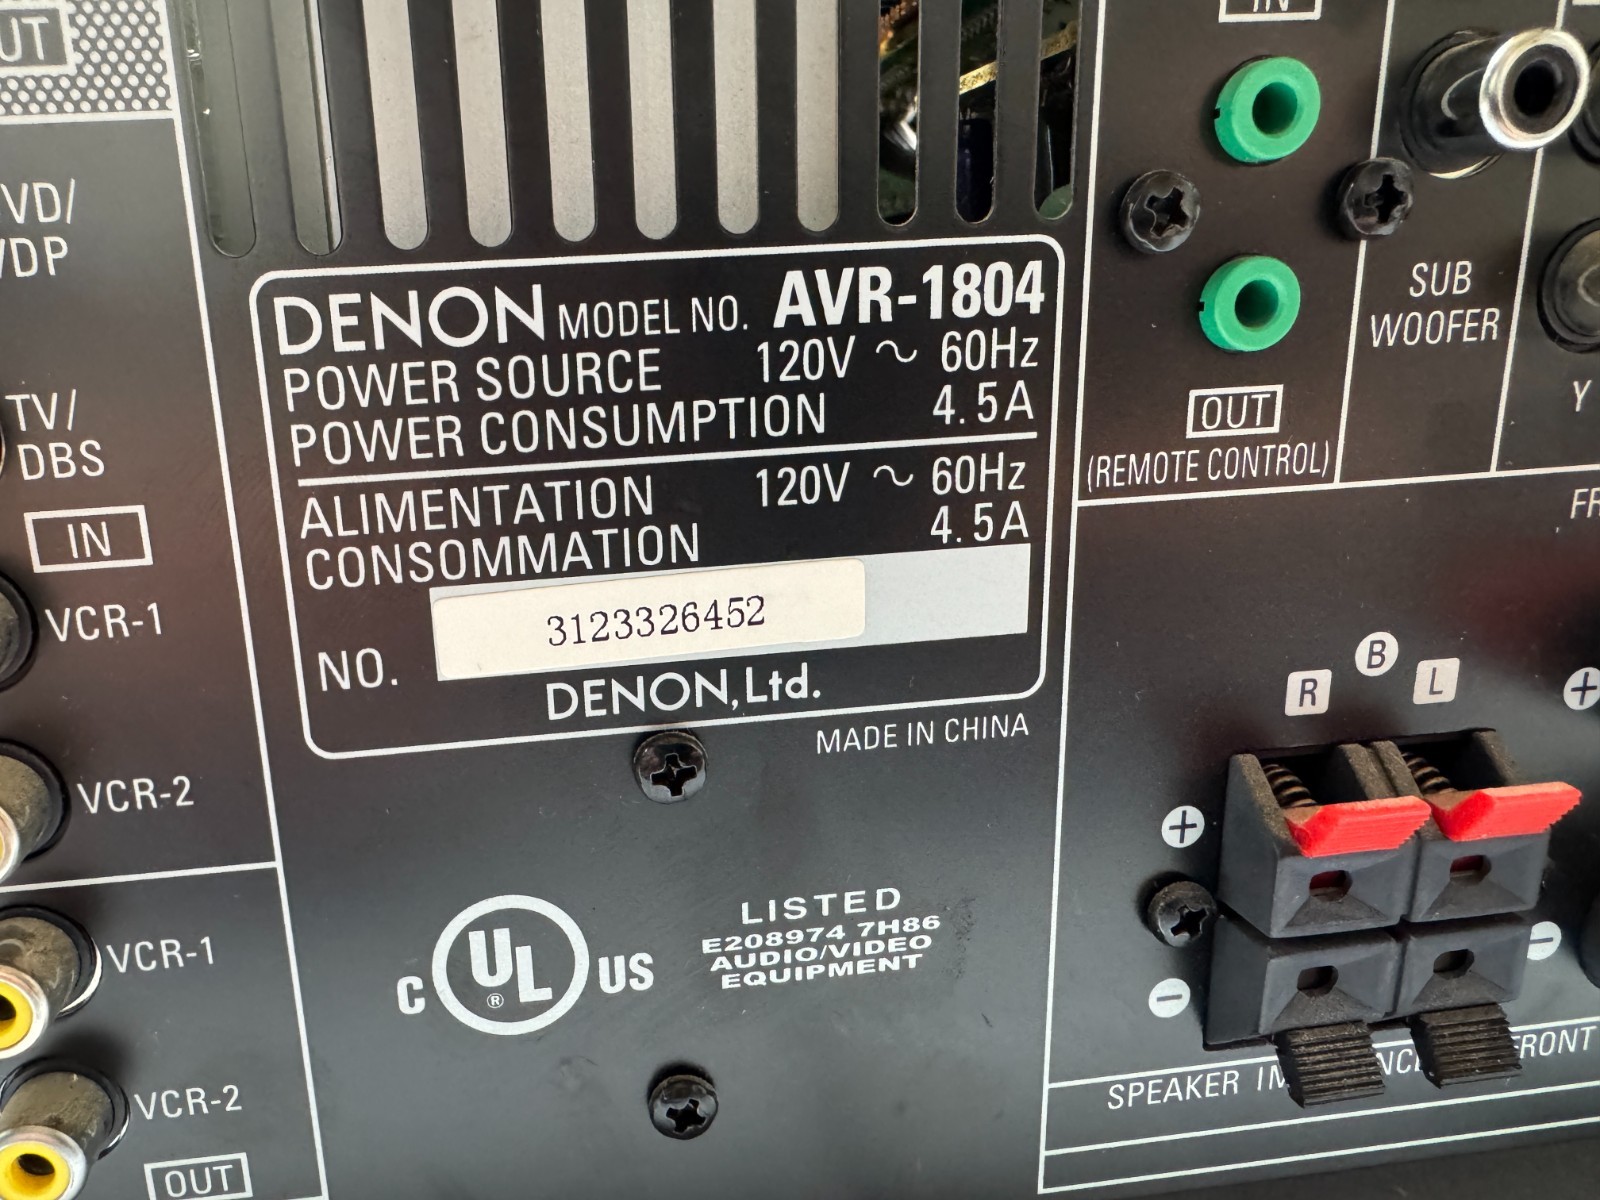 OUT
IN
VD/
VDP
TV/
DBS
IN
VCR-1
VCR-2
VCR-1
VCR-2
OUT
DENON MODEL NO. AVR-1804
POWER SOURCE 120V ~ 60Hz
POWER CONSUMPTION 4.5A
ALIMENTATION 120V ~ 60Hz
CONSOMMATION 4.5A
NO. 3123326452
DENON, Ltd.
MADE IN CHINA
C UL ® US
LISTED
E208974 7H86
AUDIO/VIDEO
EQUIPMENT
OUT
(REMOTE CONTROL)
SUB
WOOFER
Y
R B L
+
+
−
−
SPEAKER FRONT